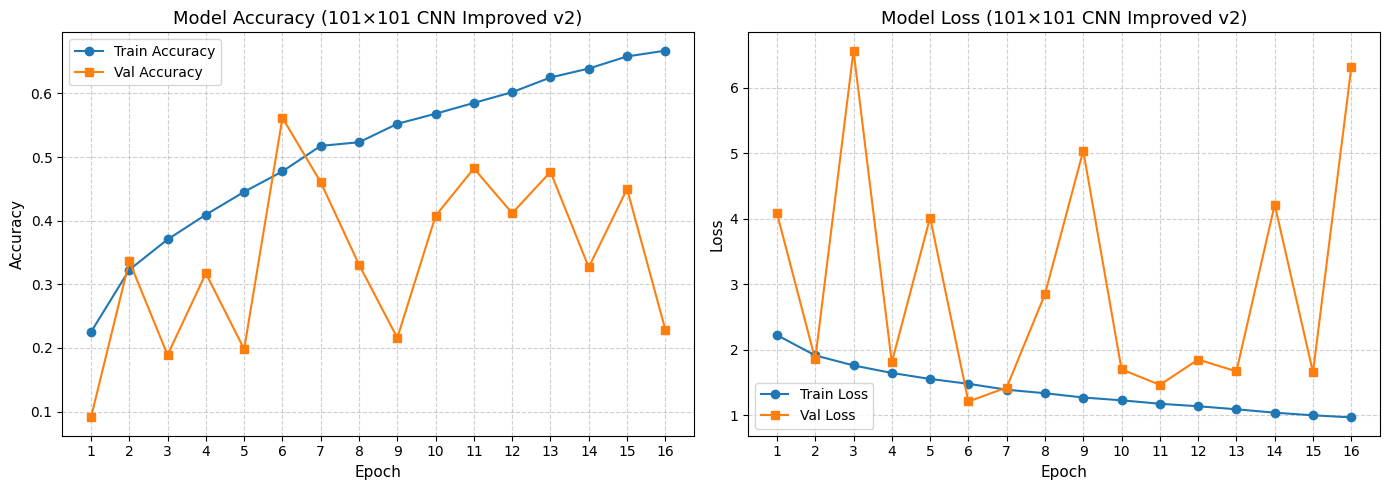 Model Accuracy (101×101 CNN Improved v2)
Train Accuracy
Val Accuracy
0.6
0.5
0.4
0.3
0.2
0.1
Accuracy
1 2 3 4 5 6 7 8 9 10 11 12 13 14 15 16
Epoch
Model Loss (101×101 CNN Improved v2)
6
5
4
3
2
1
Loss
Train Loss
Val Loss
1 2 3 4 5 6 7 8 9 10 11 12 13 14 15 16
Epoch